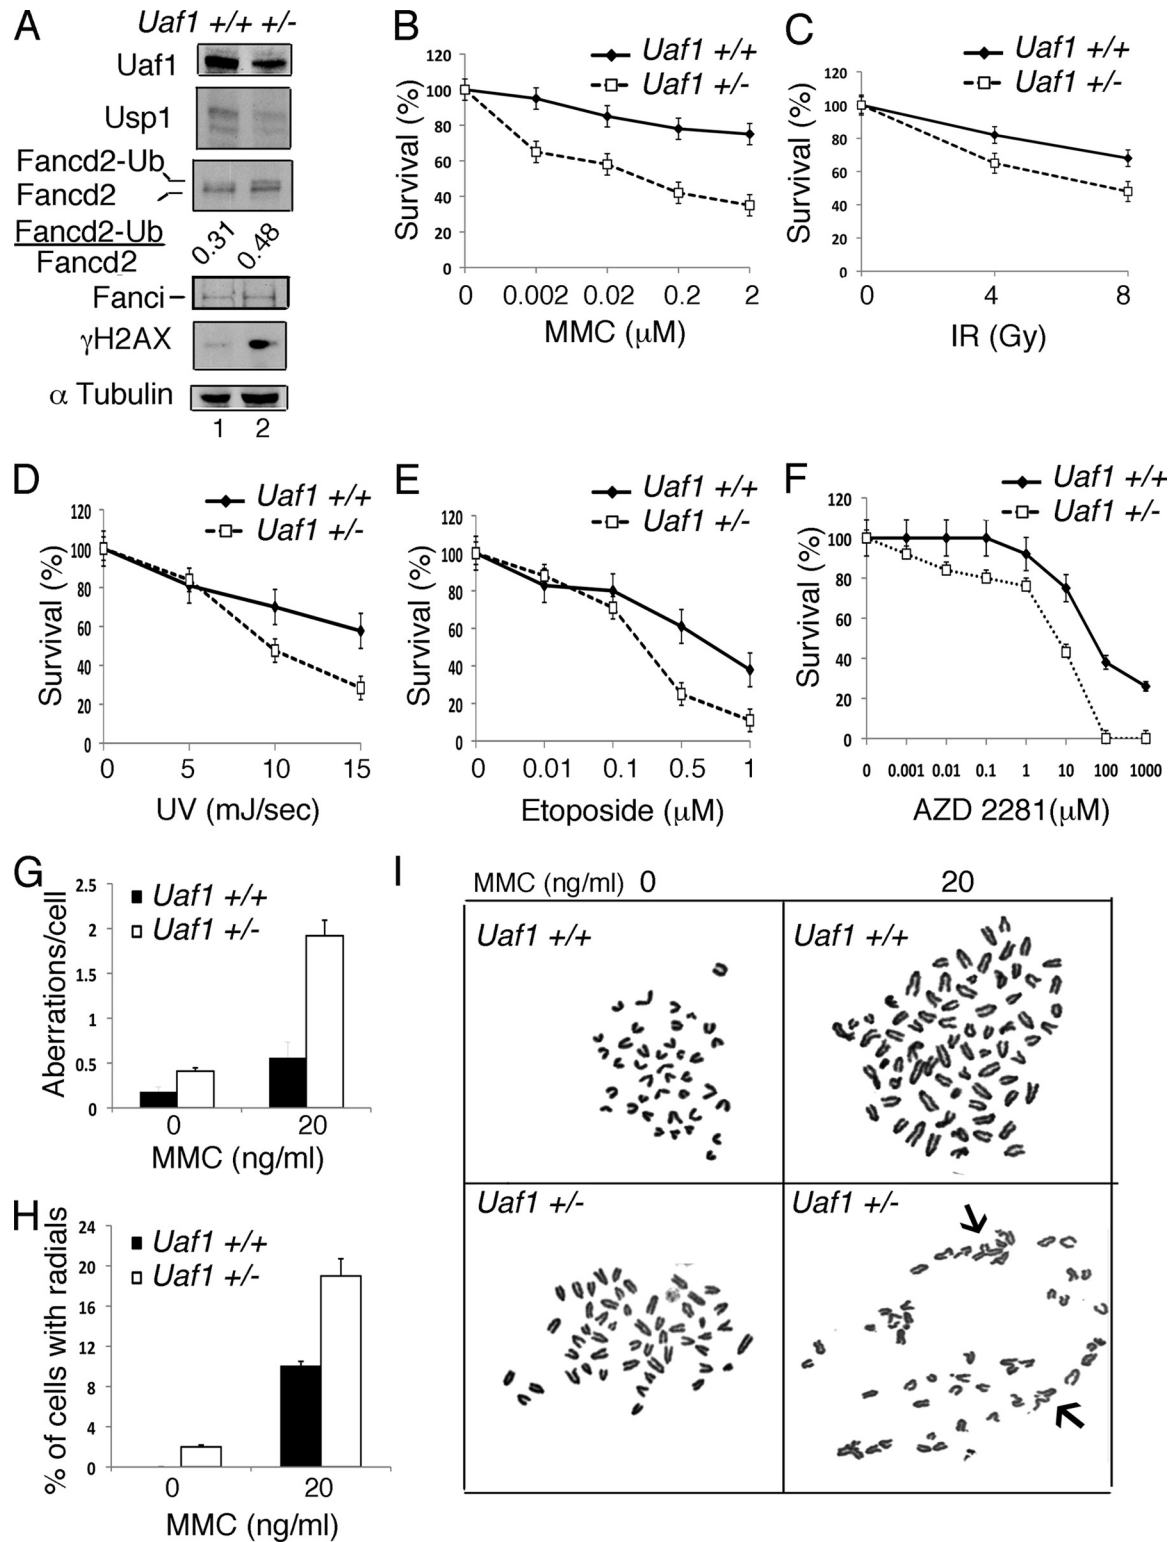 A
Uaf1 +/+ +/-
Uaf1
Usp1
Fancd2-Ub
Fancd2
Fancd2-Ub
Fancd2
0.31 0.48
Fanci
γH2AX
α Tubulin
1 2
B
Uaf1 +/+
Uaf1 +/-
Survival (%)
120
100
80
60
40
20
0
0 0.002 0.02 0.2 2
MMC (μM)
C
Uaf1 +/+
Uaf1 +/-
Survival (%)
120
100
80
60
40
20
0
0 4 8
IR (Gy)
D
Uaf1 +/+
Uaf1 +/-
Survival (%)
120
100
80
60
40
20
0
0 5 10 15
UV (mJ/sec)
E
Uaf1 +/+
Uaf1 +/-
Survival (%)
120
100
80
60
40
20
0
0 0.01 0.1 0.5 1
Etoposide (μM)
F
Uaf1 +/+
Uaf1 +/-
Survival (%)
120
100
80
60
40
20
0
0 0.001 0.01 0.1 1 10 100 1000
AZD 2281(μM)
G
Uaf1 +/+
Uaf1 +/-
Aberrations/cell
2.5
2
1.5
1
0.5
0
0 20
MMC (ng/ml)
H
Uaf1 +/+
Uaf1 +/-
% of cells with radials
24
20
16
12
8
4
0
0 20
MMC (ng/ml)
I
MMC (ng/ml) 0 20
Uaf1 +/+ Uaf1 +/+
Uaf1 +/- Uaf1 +/-